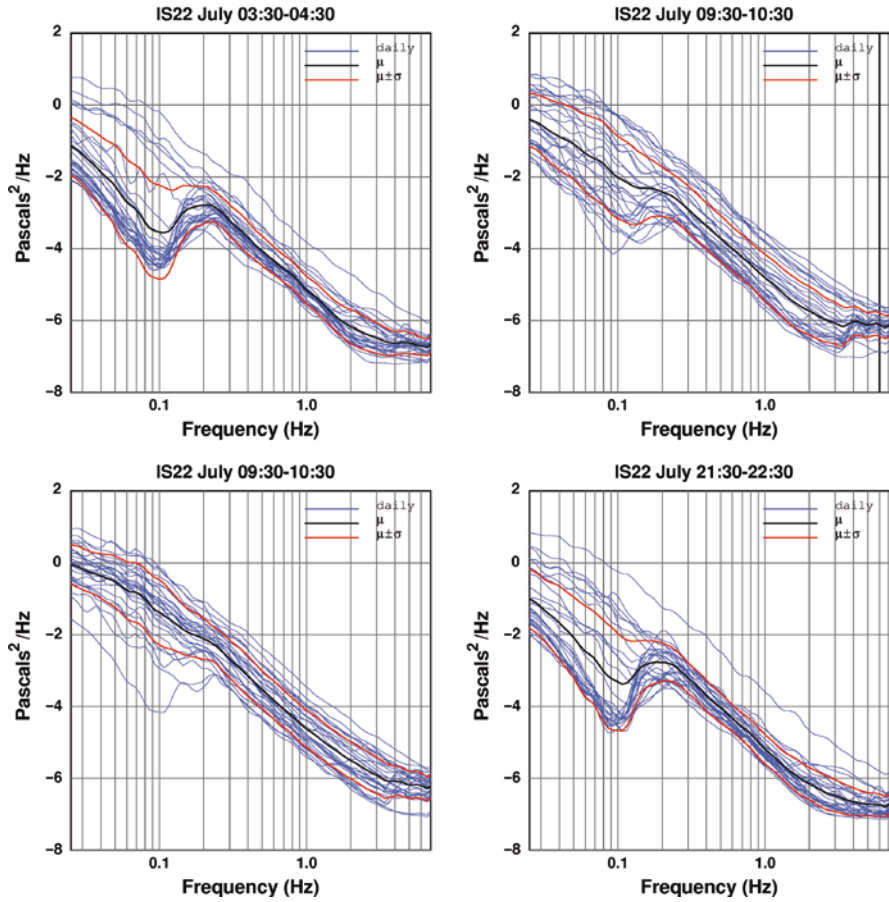 IS22 July 03:30-04:30
2
0
−2
−4
−6
−8
Pascals²/Hz
daily
μ
μ±σ
0.1
1.0
Frequency (Hz)
IS22 July 09:30-10:30
2
0
−2
−4
−6
−8
Pascals²/Hz
daily
μ
μ±σ
0.1
1.0
Frequency (Hz)
IS22 July 09:30-10:30
2
0
−2
−4
−6
−8
Pascals²/Hz
daily
μ
μ±σ
0.1
1.0
Frequency (Hz)
IS22 July 21:30-22:30
2
0
−2
−4
−6
−8
Pascals²/Hz
daily
μ
μ±σ
0.1
1.0
Frequency (Hz)